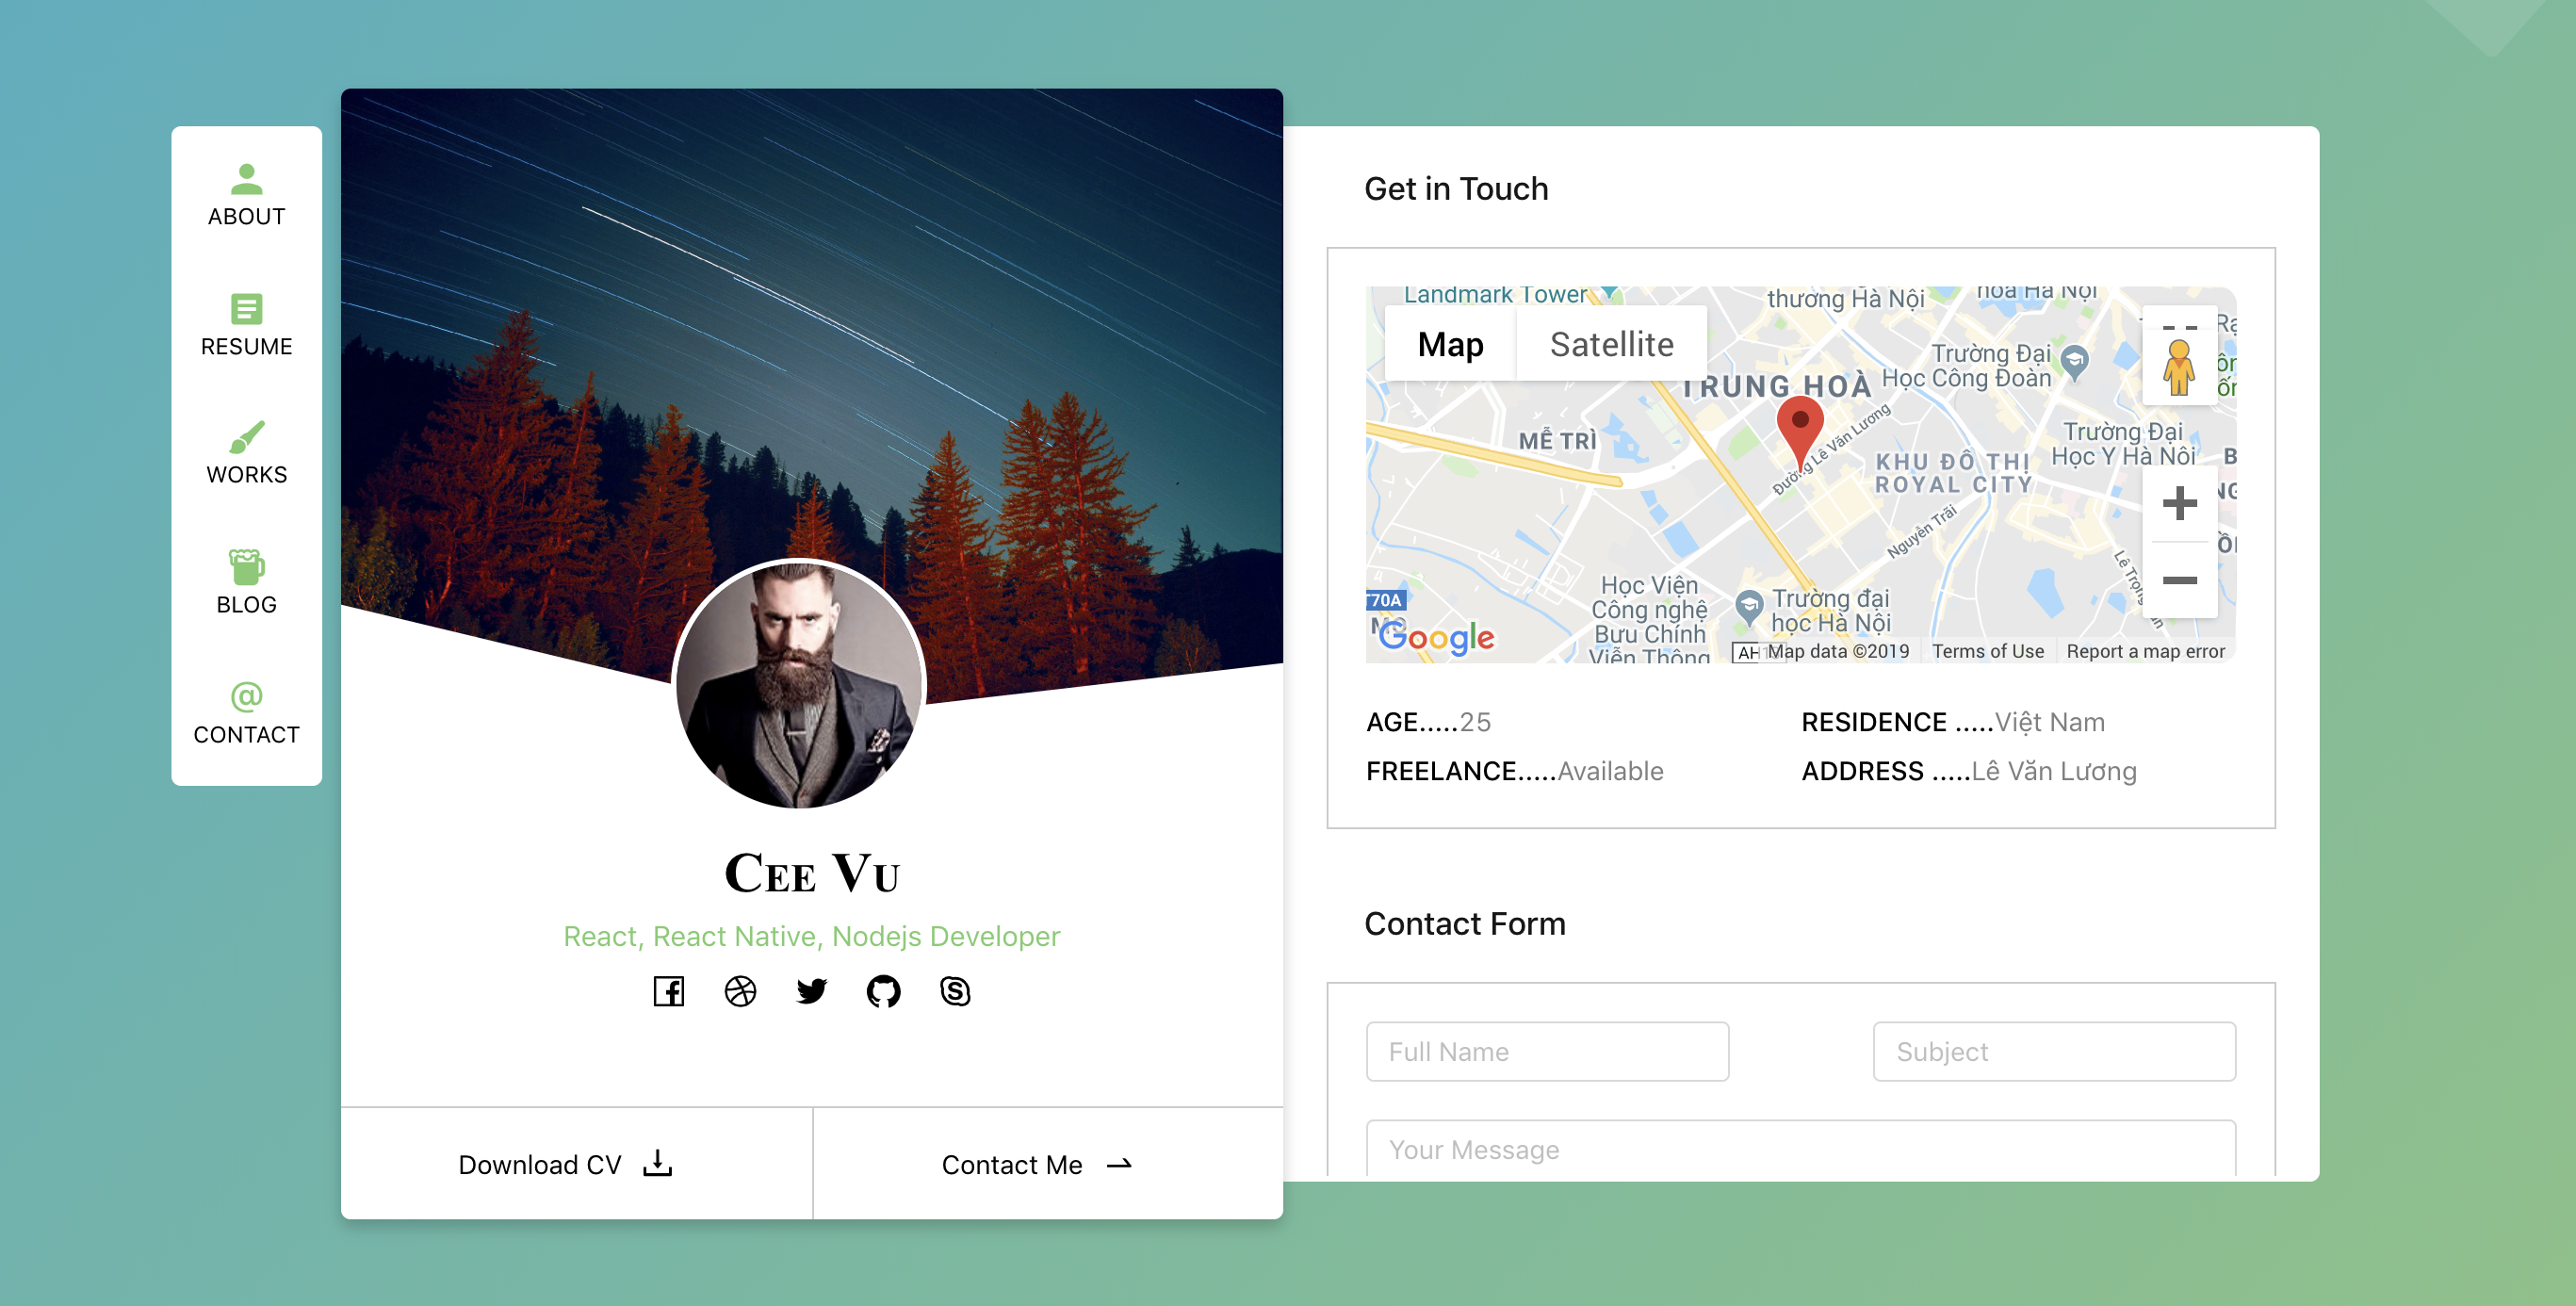 ABOUT
RESUME
WORKS
BLOG
CONTACT
Cee Vu
React, React Native, Nodejs Developer
Download CV
Contact Me
Get in Touch
Landmark Tower
thương Hà Nội
hoá Hà Nội
Map
Satellite
TRUNG HOÀ
Trường Đại
Học Công Đoàn
MỄ TRÌ
Đường Lê Văn Lương
KHU ĐÔ THỊ
ROYAL CITY
Trường Đại
Học Y Hà Nội
Nguyễn Trãi
Học Viện
Công nghệ
Bưu Chính
Viễn Thông
Trường đại
học Hà Nội
T70A
Google
Map data ©2019
Terms of Use
Report a map error
AGE.....25
RESIDENCE .....Việt Nam
FREELANCE.....Available
ADDRESS .....Lê Văn Lương
Contact Form
Full Name
Subject
Your Message